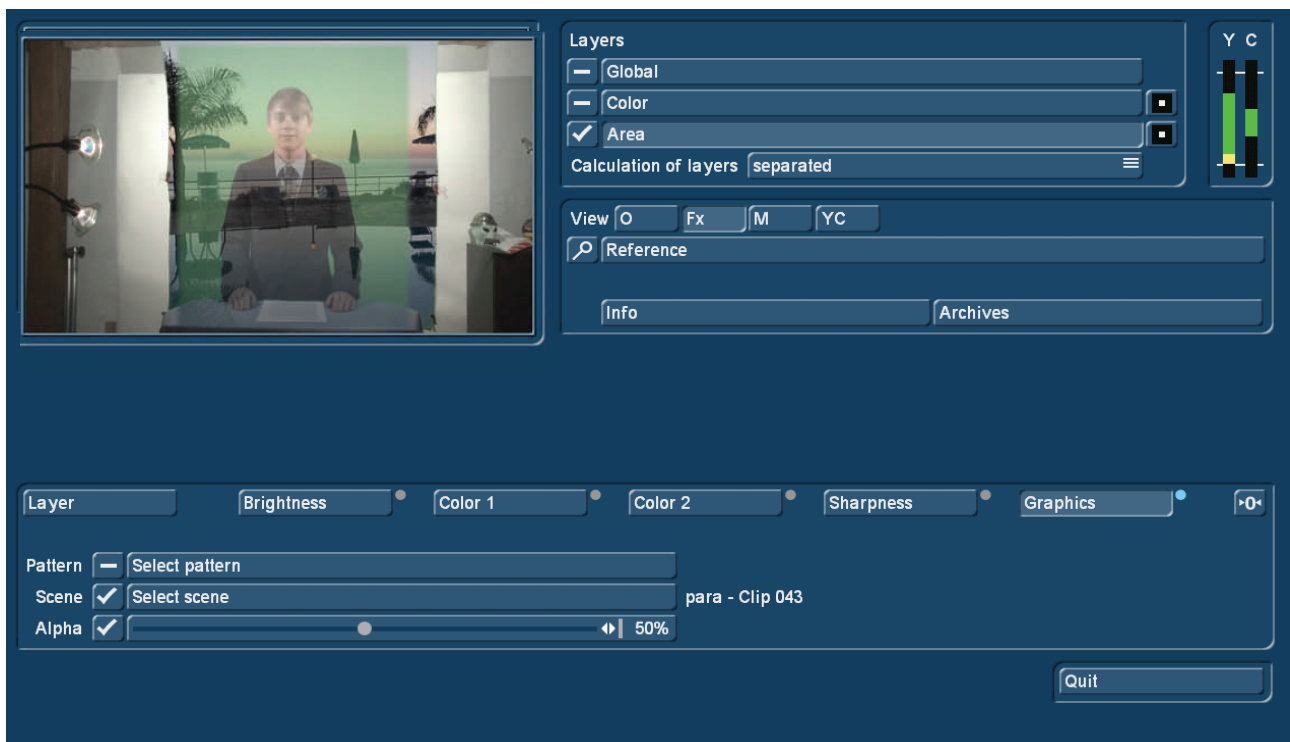 Layers
Y C
Global
Color
Area
Calculation of layers separated
View O Fx M YC
Reference
Info Archives
Layer Brightness Color 1 Color 2 Sharpness Graphics 0
Pattern Select pattern
Scene Select scene para - Clip 043
Alpha 50%
Quit